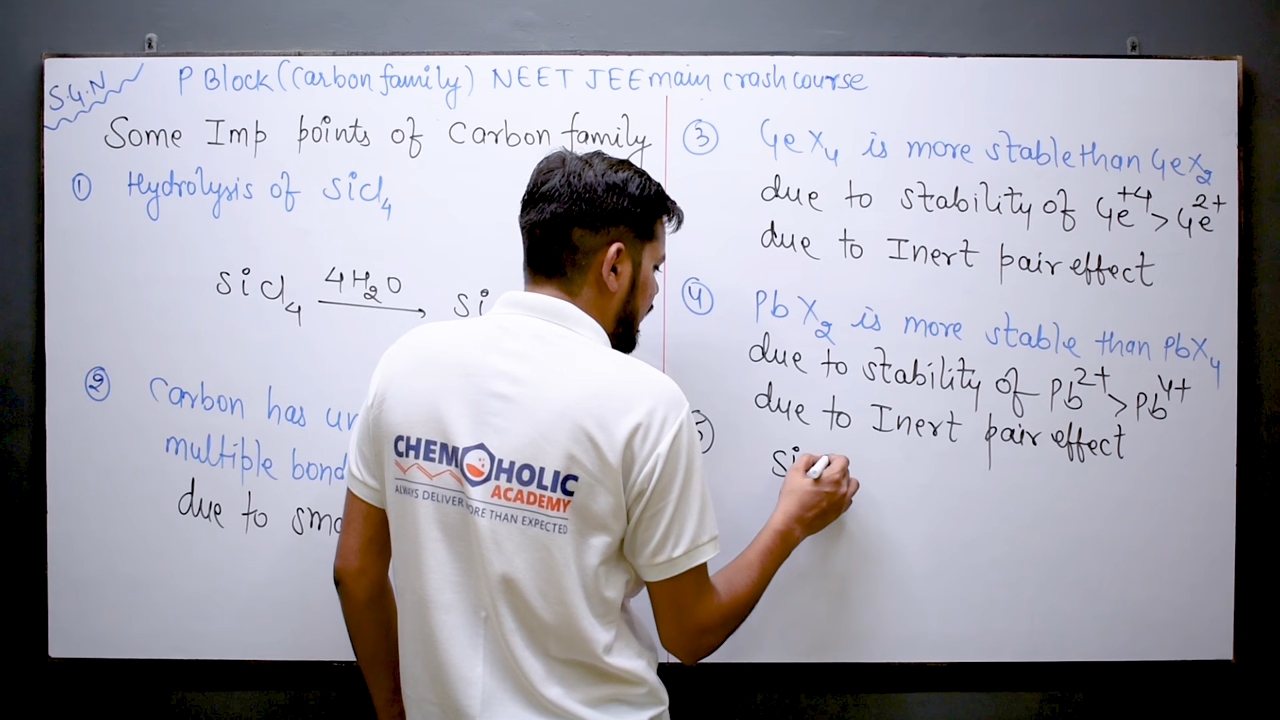 S.G.N
P Block (Carbon family) NEET JEE main crash course
Some Imp points of Carbon family
① Hydrolysis of SiCl₄
SiCl₄ 4H₂O → Si
② Carbon has
multiple bond
due to
③ GeX₄ is more stable than GeX₂
due to stability of Ge⁺⁴ > Ge²⁺
due to Inert pair effect
④ PbX₂ is more stable than PbX₄
due to stability of Pb²⁺ > Pb⁴⁺
due to Inert pair effect
Si
CHEMOHOLIC
ACADEMY
ALWAYS DELIVER MORE THAN EXPECTED